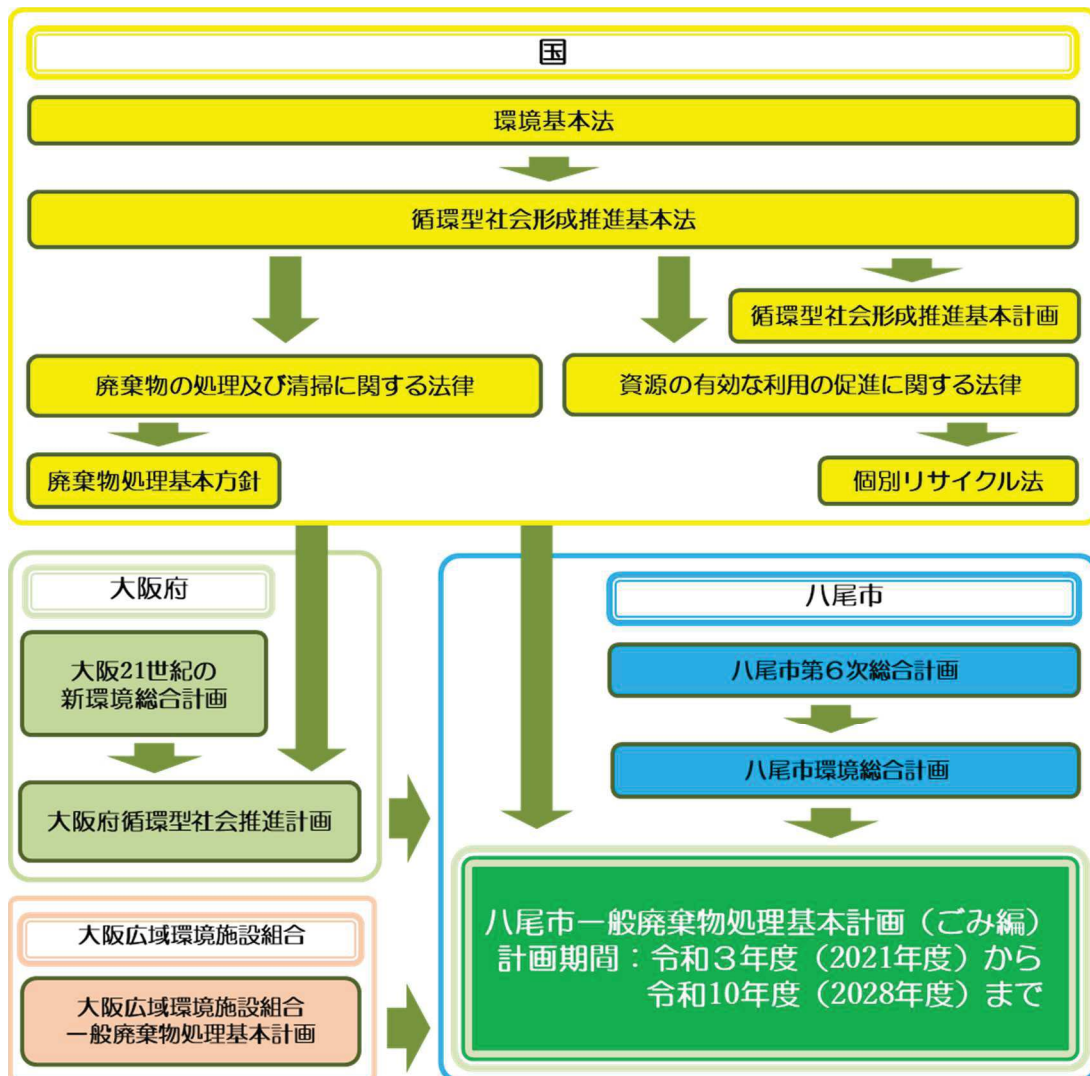 国
環境基本法
循環型社会形成推進基本法
循環型社会形成推進基本計画
廃棄物の処理及び清掃に関する法律
資源の有効な利用の促進に関する法律
廃棄物処理基本方針
個別リサイクル法
大阪府
大阪21世紀の
新環境総合計画
大阪府循環型社会推進計画
八尾市
八尾市第６次総合計画
八尾市環境総合計画
大阪広域環境施設組合
大阪広域環境施設組合
一般廃棄物処理基本計画
八尾市一般廃棄物処理基本計画（ごみ編）
計画期間：令和３年度（2021年度）から
令和10年度（2028年度）まで